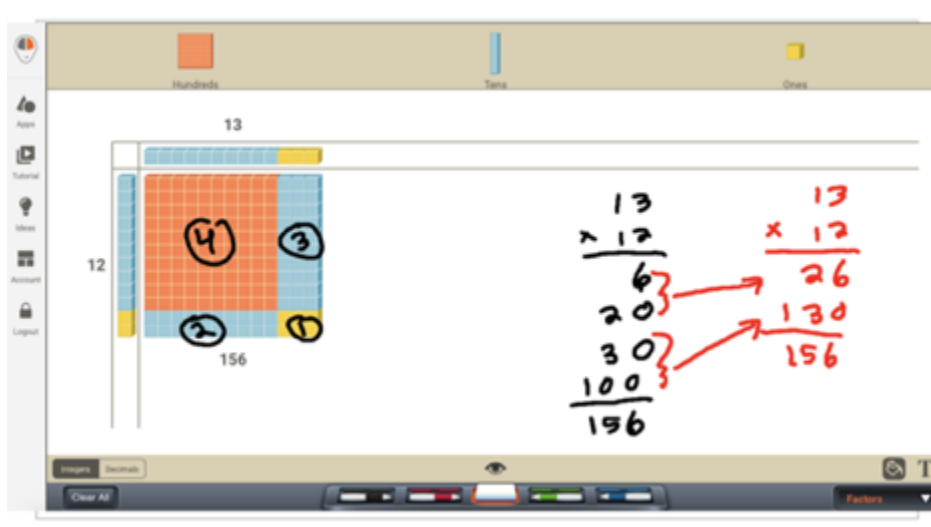 Hundreds
Tens
Ones
Apps
Tutorial
Ideas
Account
Logout
13
12
4
3
2
1
156
13
× 12
6
20
30
100
156
13
× 12
26
130
156
Integers
Decimals
T
Clear All
Factors